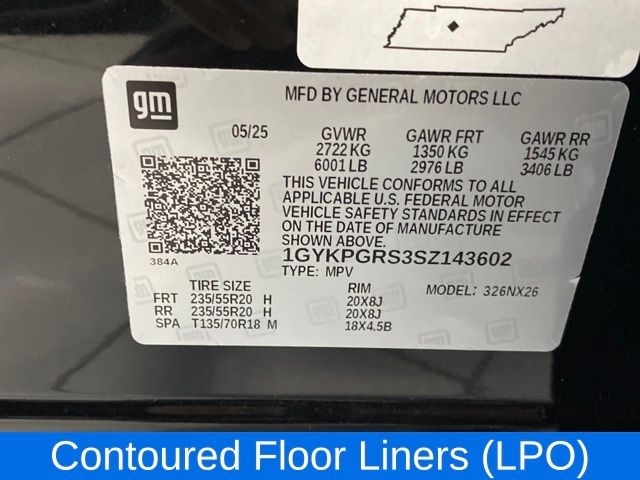 gm
MFD BY GENERAL MOTORS LLC
05/25 GVWR GAWR FRT GAWR RR
2722 KG 1350 KG 1545 KG
6001 LB 2976 LB 3406 LB
THIS VEHICLE CONFORMS TO ALL
APPLICABLE U.S. FEDERAL MOTOR
VEHICLE SAFETY STANDARDS IN EFFECT
ON THE DATE OF MANUFACTURE
SHOWN ABOVE.
384A
1GYKPGRS3SZ143602
TYPE: MPV
TIRE SIZE RIM MODEL: 326NX26
FRT 235/55R20 H 20X8J
RR 235/55R20 H 20X8J
SPA T135/70R18 M 18X4.5B
Contoured Floor Liners (LPO)